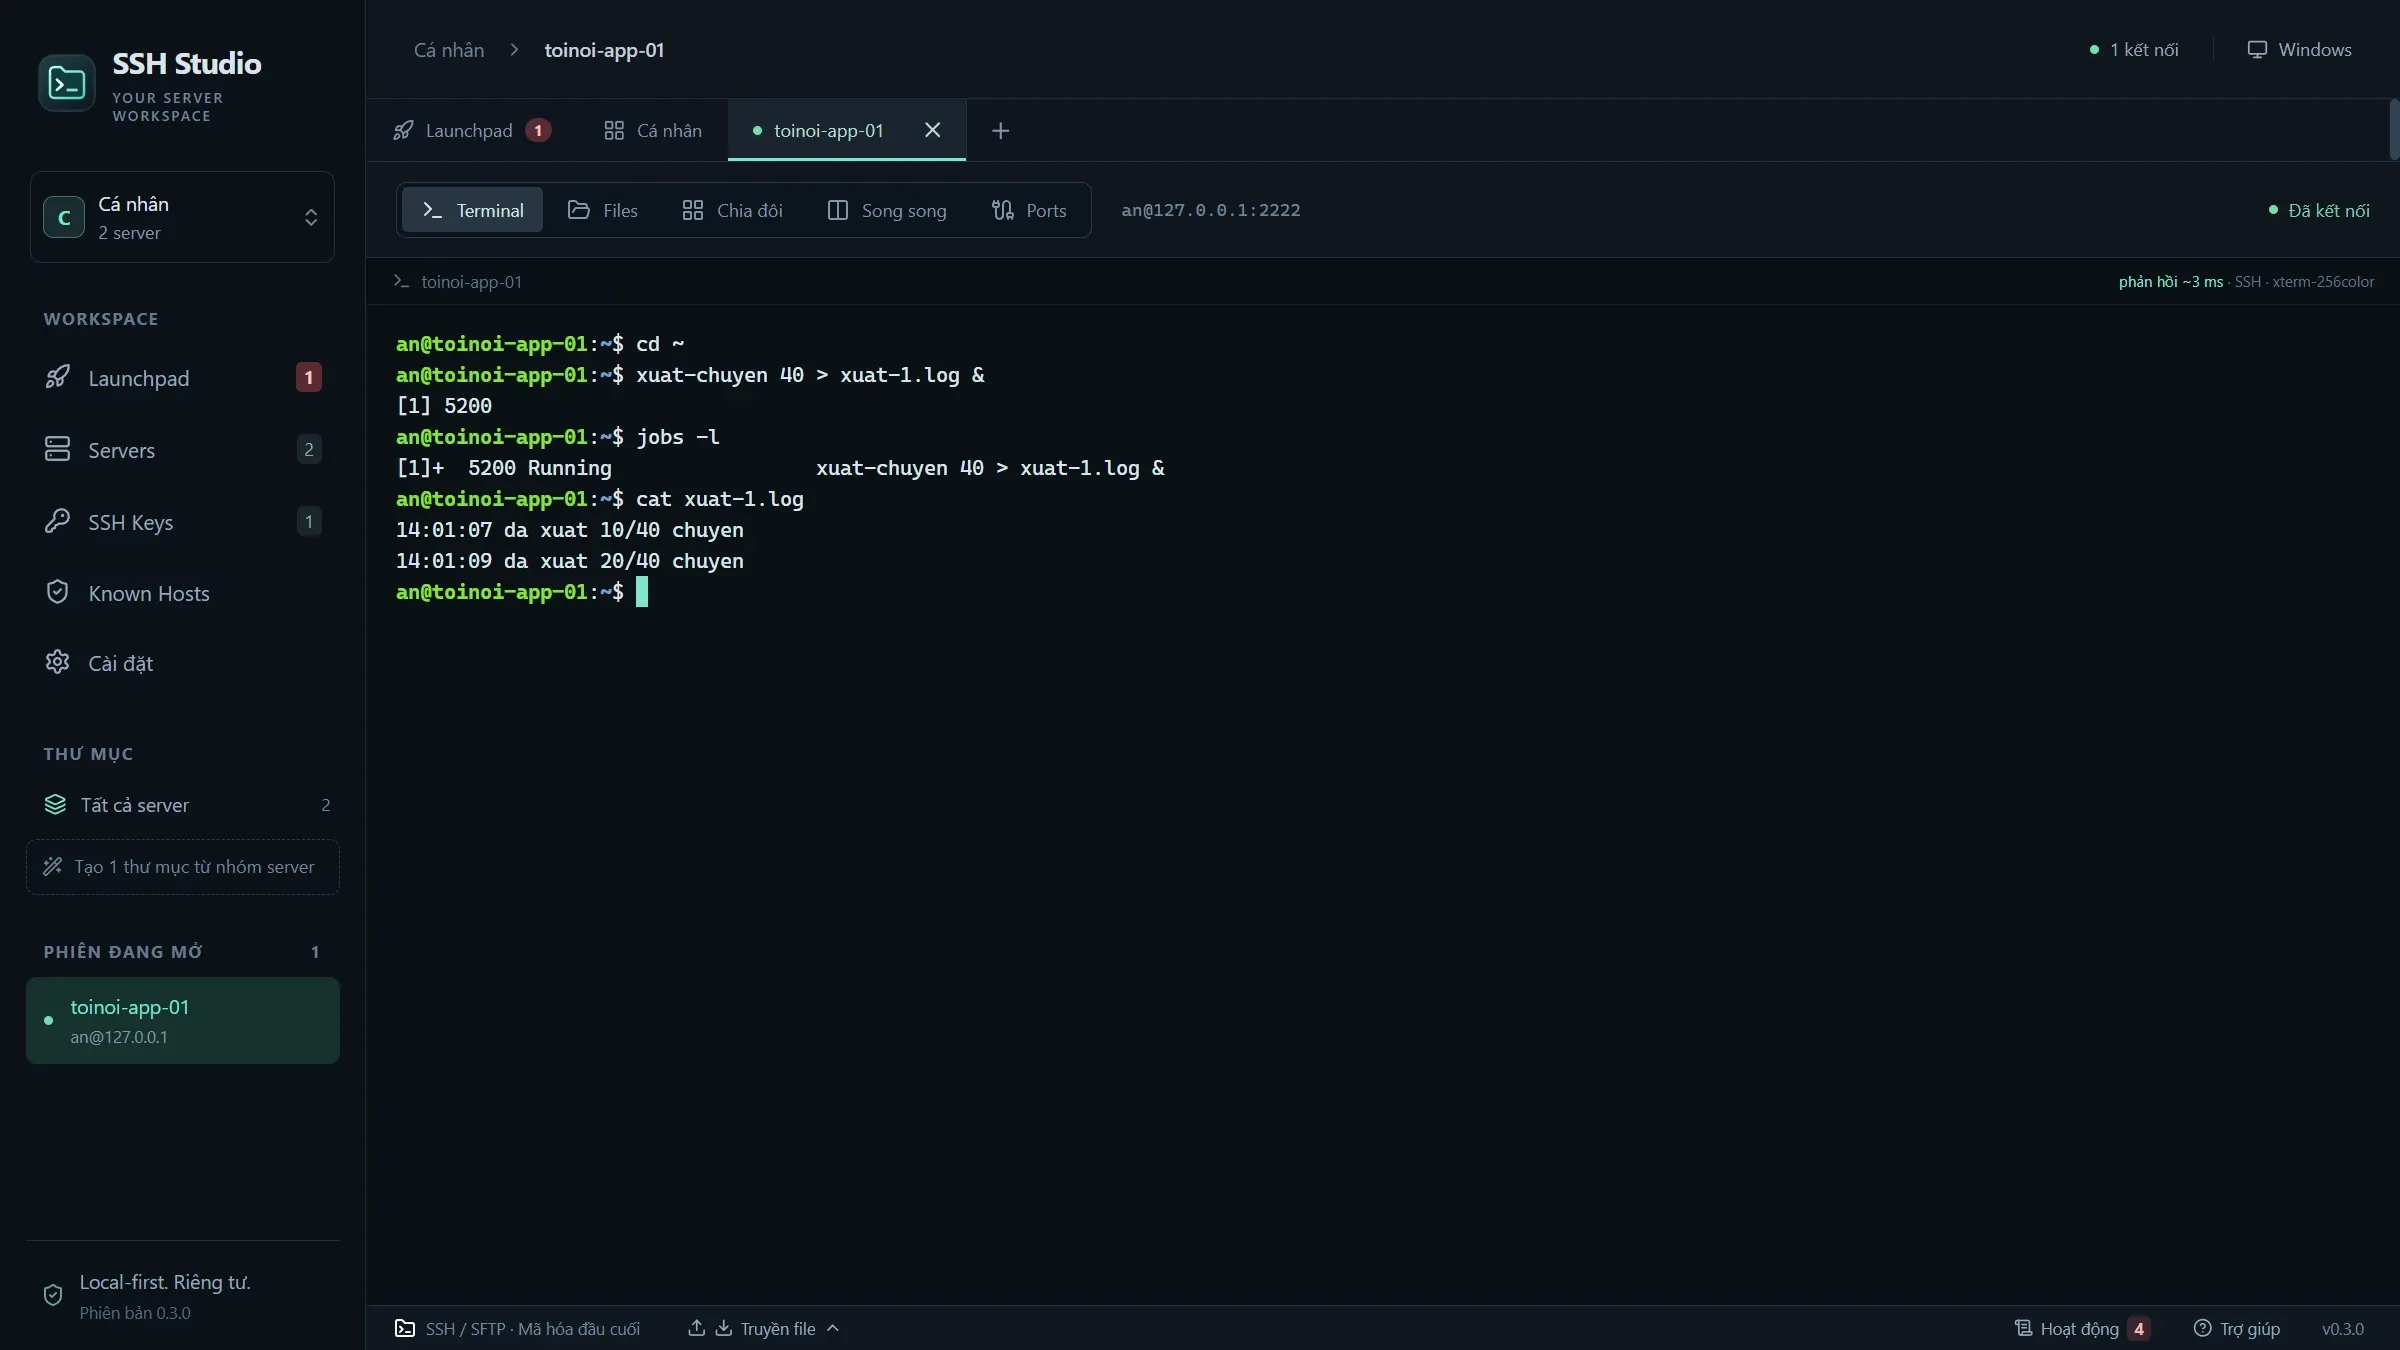 SSH Studio
YOUR SERVER
WORKSPACE
C
Cá nhân
2 server
WORKSPACE
Launchpad 1
Servers 2
SSH Keys 1
Known Hosts
Cài đặt
THƯ MỤC
Tất cả server 2
Tạo 1 thư mục từ nhóm server
PHIÊN ĐANG MỞ 1
toinoi-app-01
an@127.0.0.1
Local-first. Riêng tư.
Phiên bản 0.3.0
Cá nhân > toinoi-app-01
1 kết nối
Windows
Launchpad 1
Cá nhân
toinoi-app-01
Terminal
Files
Chia đôi
Song song
Ports
an@127.0.0.1:2222
Đã kết nối
toinoi-app-01
phản hồi ~3 ms · SSH · xterm-256color
an@toinoi-app-01:~$ cd ~
an@toinoi-app-01:~$ xuat-chuyen 40 > xuat-1.log &
[1] 5200
an@toinoi-app-01:~$ jobs -l
[1]+  5200 Running                 xuat-chuyen 40 > xuat-1.log &
an@toinoi-app-01:~$ cat xuat-1.log
14:01:07 da xuat 10/40 chuyen
14:01:09 da xuat 20/40 chuyen
an@toinoi-app-01:~$
SSH / SFTP · Mã hóa đầu cuối
Truyền file
Hoạt động 4
Trợ giúp
v0.3.0